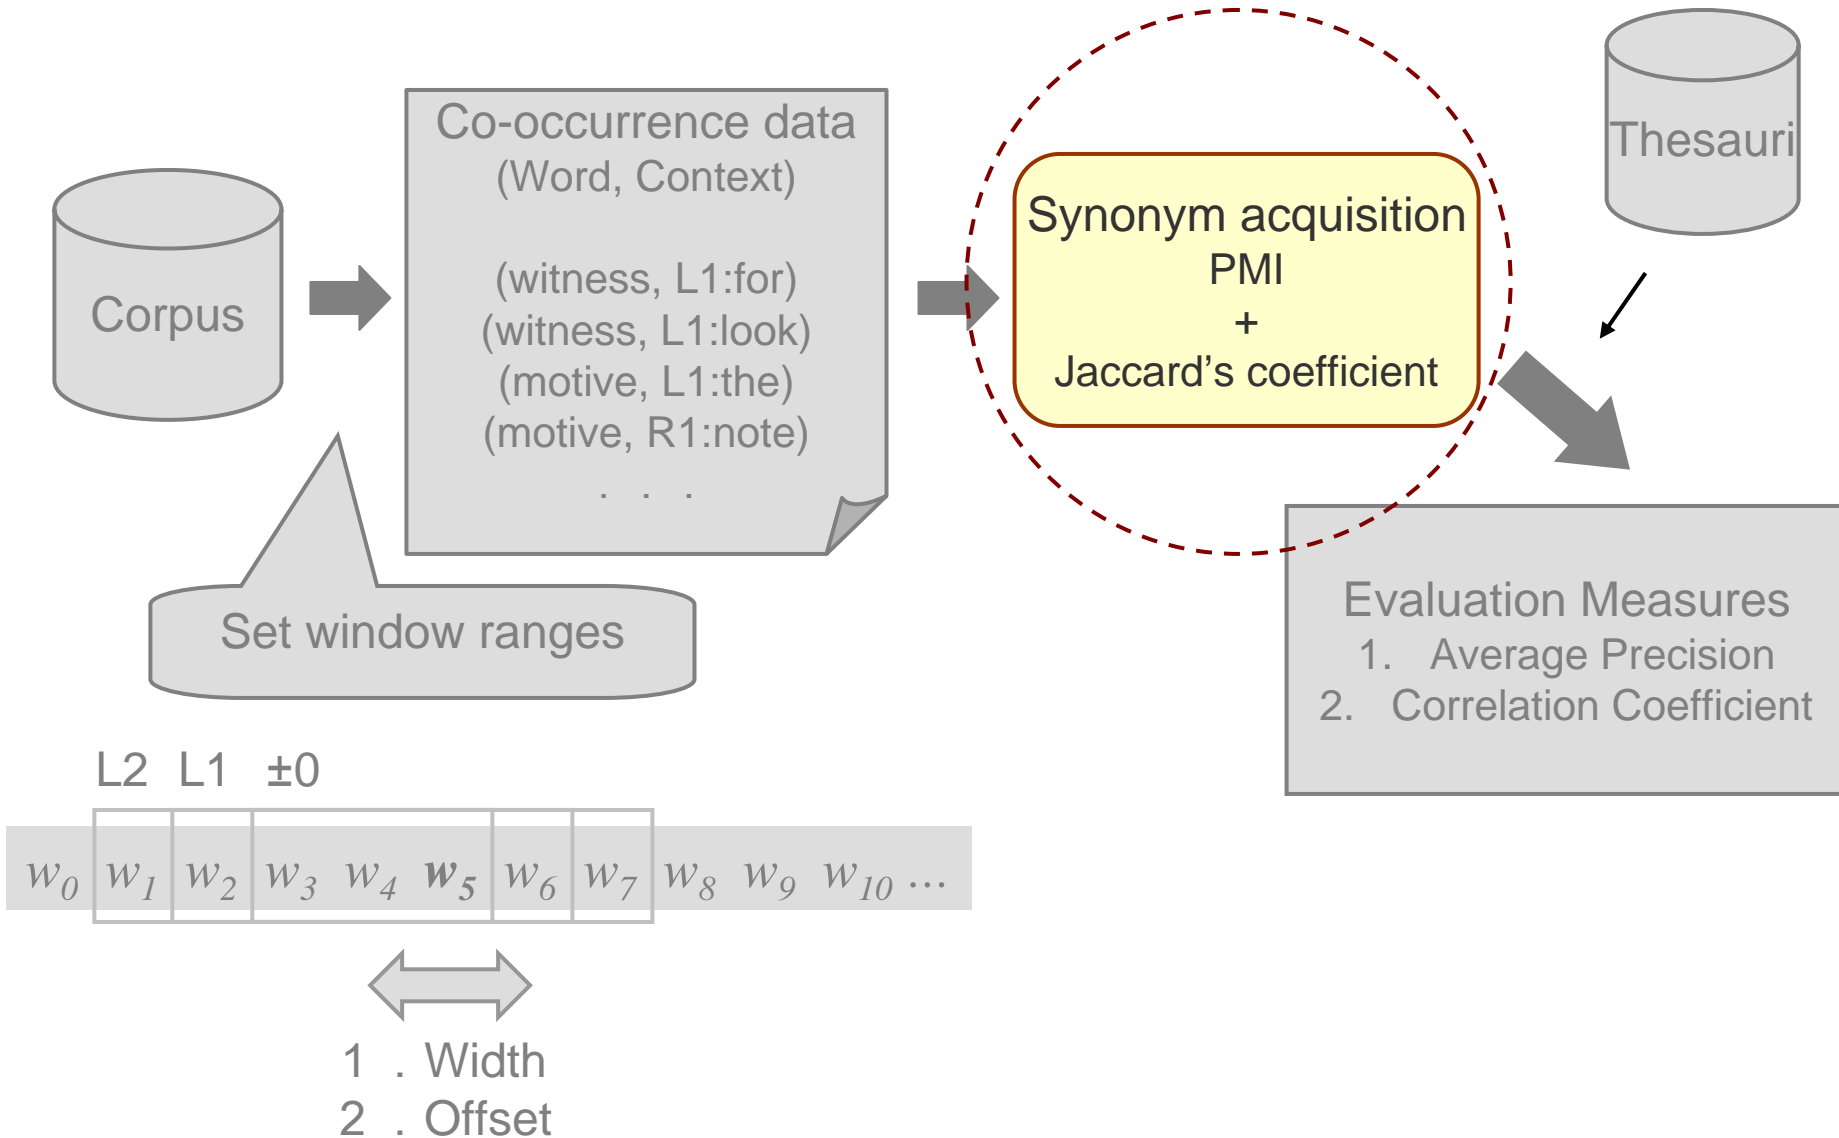 Corpus
Co-occurrence data
(Word, Context)
(witness, L1:for)
(witness, L1:look)
(motive, L1:the)
(motive, R1:note)
. . .
Synonym acquisition
PMI
+
Jaccard's coefficient
Thesauri
Set window ranges
Evaluation Measures
1. Average Precision
2. Correlation Coefficient
L2 L1 ±0
w0 w1 w2 w3 w4 w5 w6 w7 w8 w9 w10 ...
1 . Width
2 . Offset